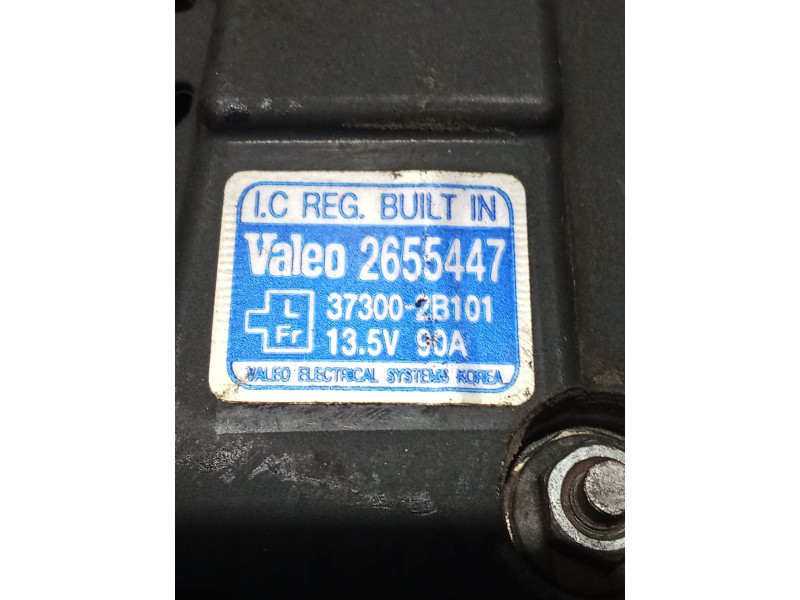 I.C REG. BUILT IN
Valeo 2655447
L 37300-2B101
Fr 13.5V 90A
VALEO ELECTRICAL SYSTEMS KOREA